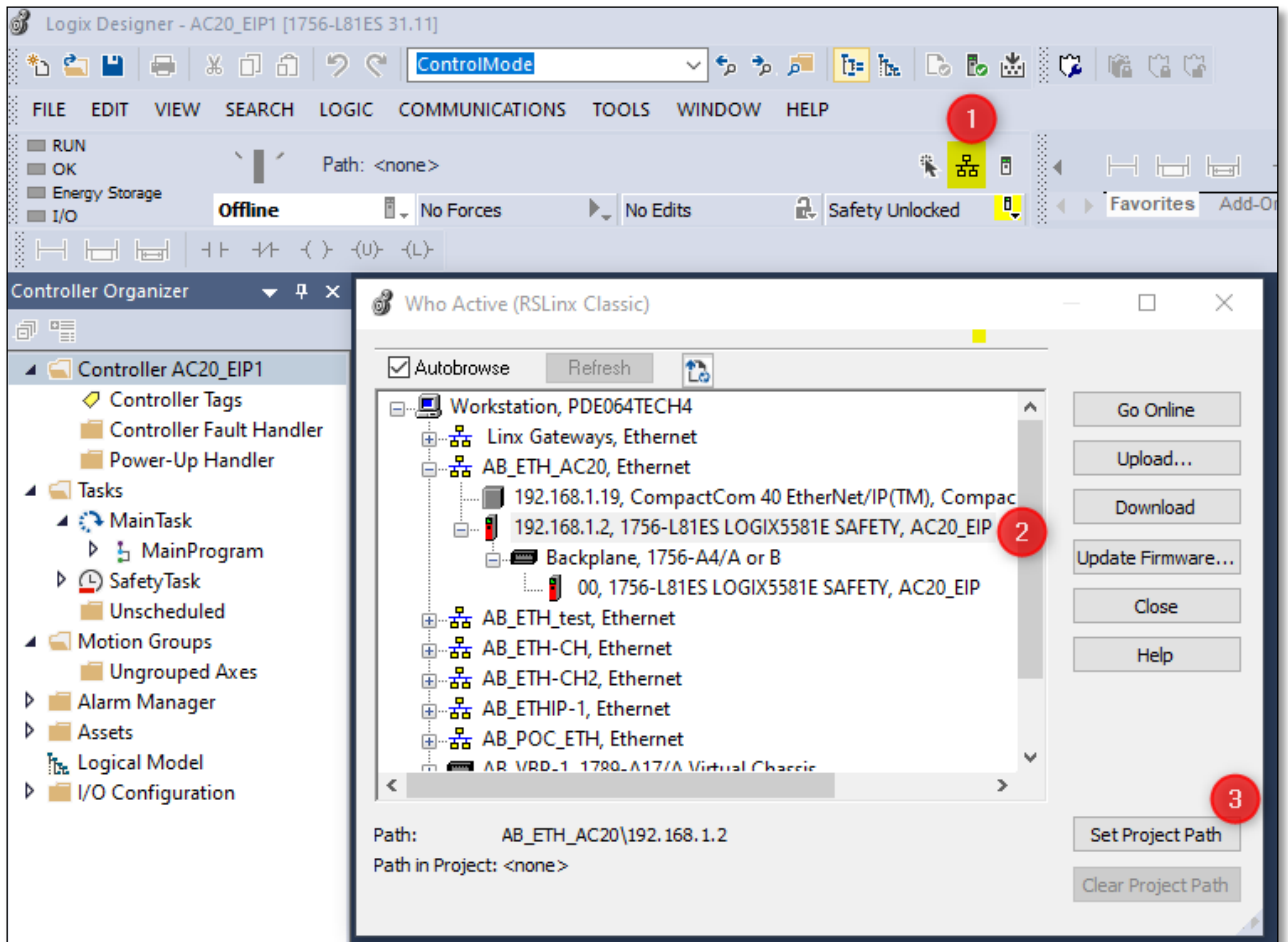 Logix Designer - AC20_EIP1 [1756-L81ES 31.11]
ControlMode
FILE EDIT VIEW SEARCH LOGIC COMMUNICATIONS TOOLS WINDOW HELP
1
RUN
OK
Energy Storage
I/O
Path: <none>
Offline No Forces No Edits Safety Unlocked
Favorites Add-O
(U) (L)
Controller Organizer
Controller AC20_EIP1
Controller Tags
Controller Fault Handler
Power-Up Handler
Tasks
MainTask
MainProgram
SafetyTask
Unscheduled
Motion Groups
Ungrouped Axes
Alarm Manager
Assets
Logical Model
I/O Configuration
Who Active (RSLinx Classic)
Autobrowse Refresh
Workstation, PDE064TECH4
Linx Gateways, Ethernet
AB_ETH_AC20, Ethernet
192.168.1.19, CompactCom 40 EtherNet/IP(TM), Compac
192.168.1.2, 1756-L81ES LOGIX5581E SAFETY, AC20_EIP
2
Backplane, 1756-A4/A or B
00, 1756-L81ES LOGIX5581E SAFETY, AC20_EIP
AB_ETH_test, Ethernet
AB_ETH-CH, Ethernet
AB_ETH-CH2, Ethernet
AB_ETHIP-1, Ethernet
AB_POC_ETH, Ethernet
AB_VBP-1, 1789-A17/A Virtual Chassis
Go Online
Upload...
Download
Update Firmware...
Close
Help
3
Path: AB_ETH_AC20\192.168.1.2
Path in Project: <none>
Set Project Path
Clear Project Path